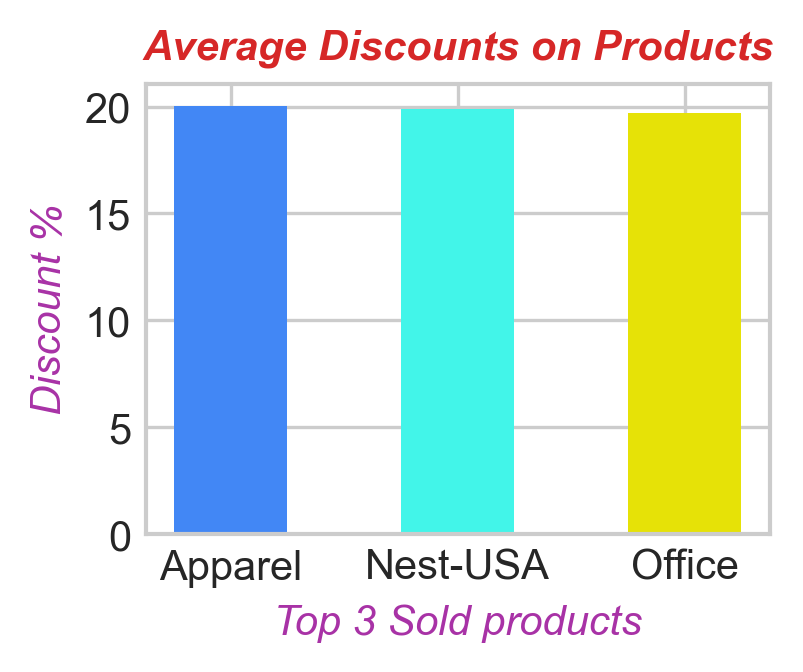 Average Discounts on Products
Discount %
20
15
10
5
0
Apparel Nest-USA Office
Top 3 Sold products